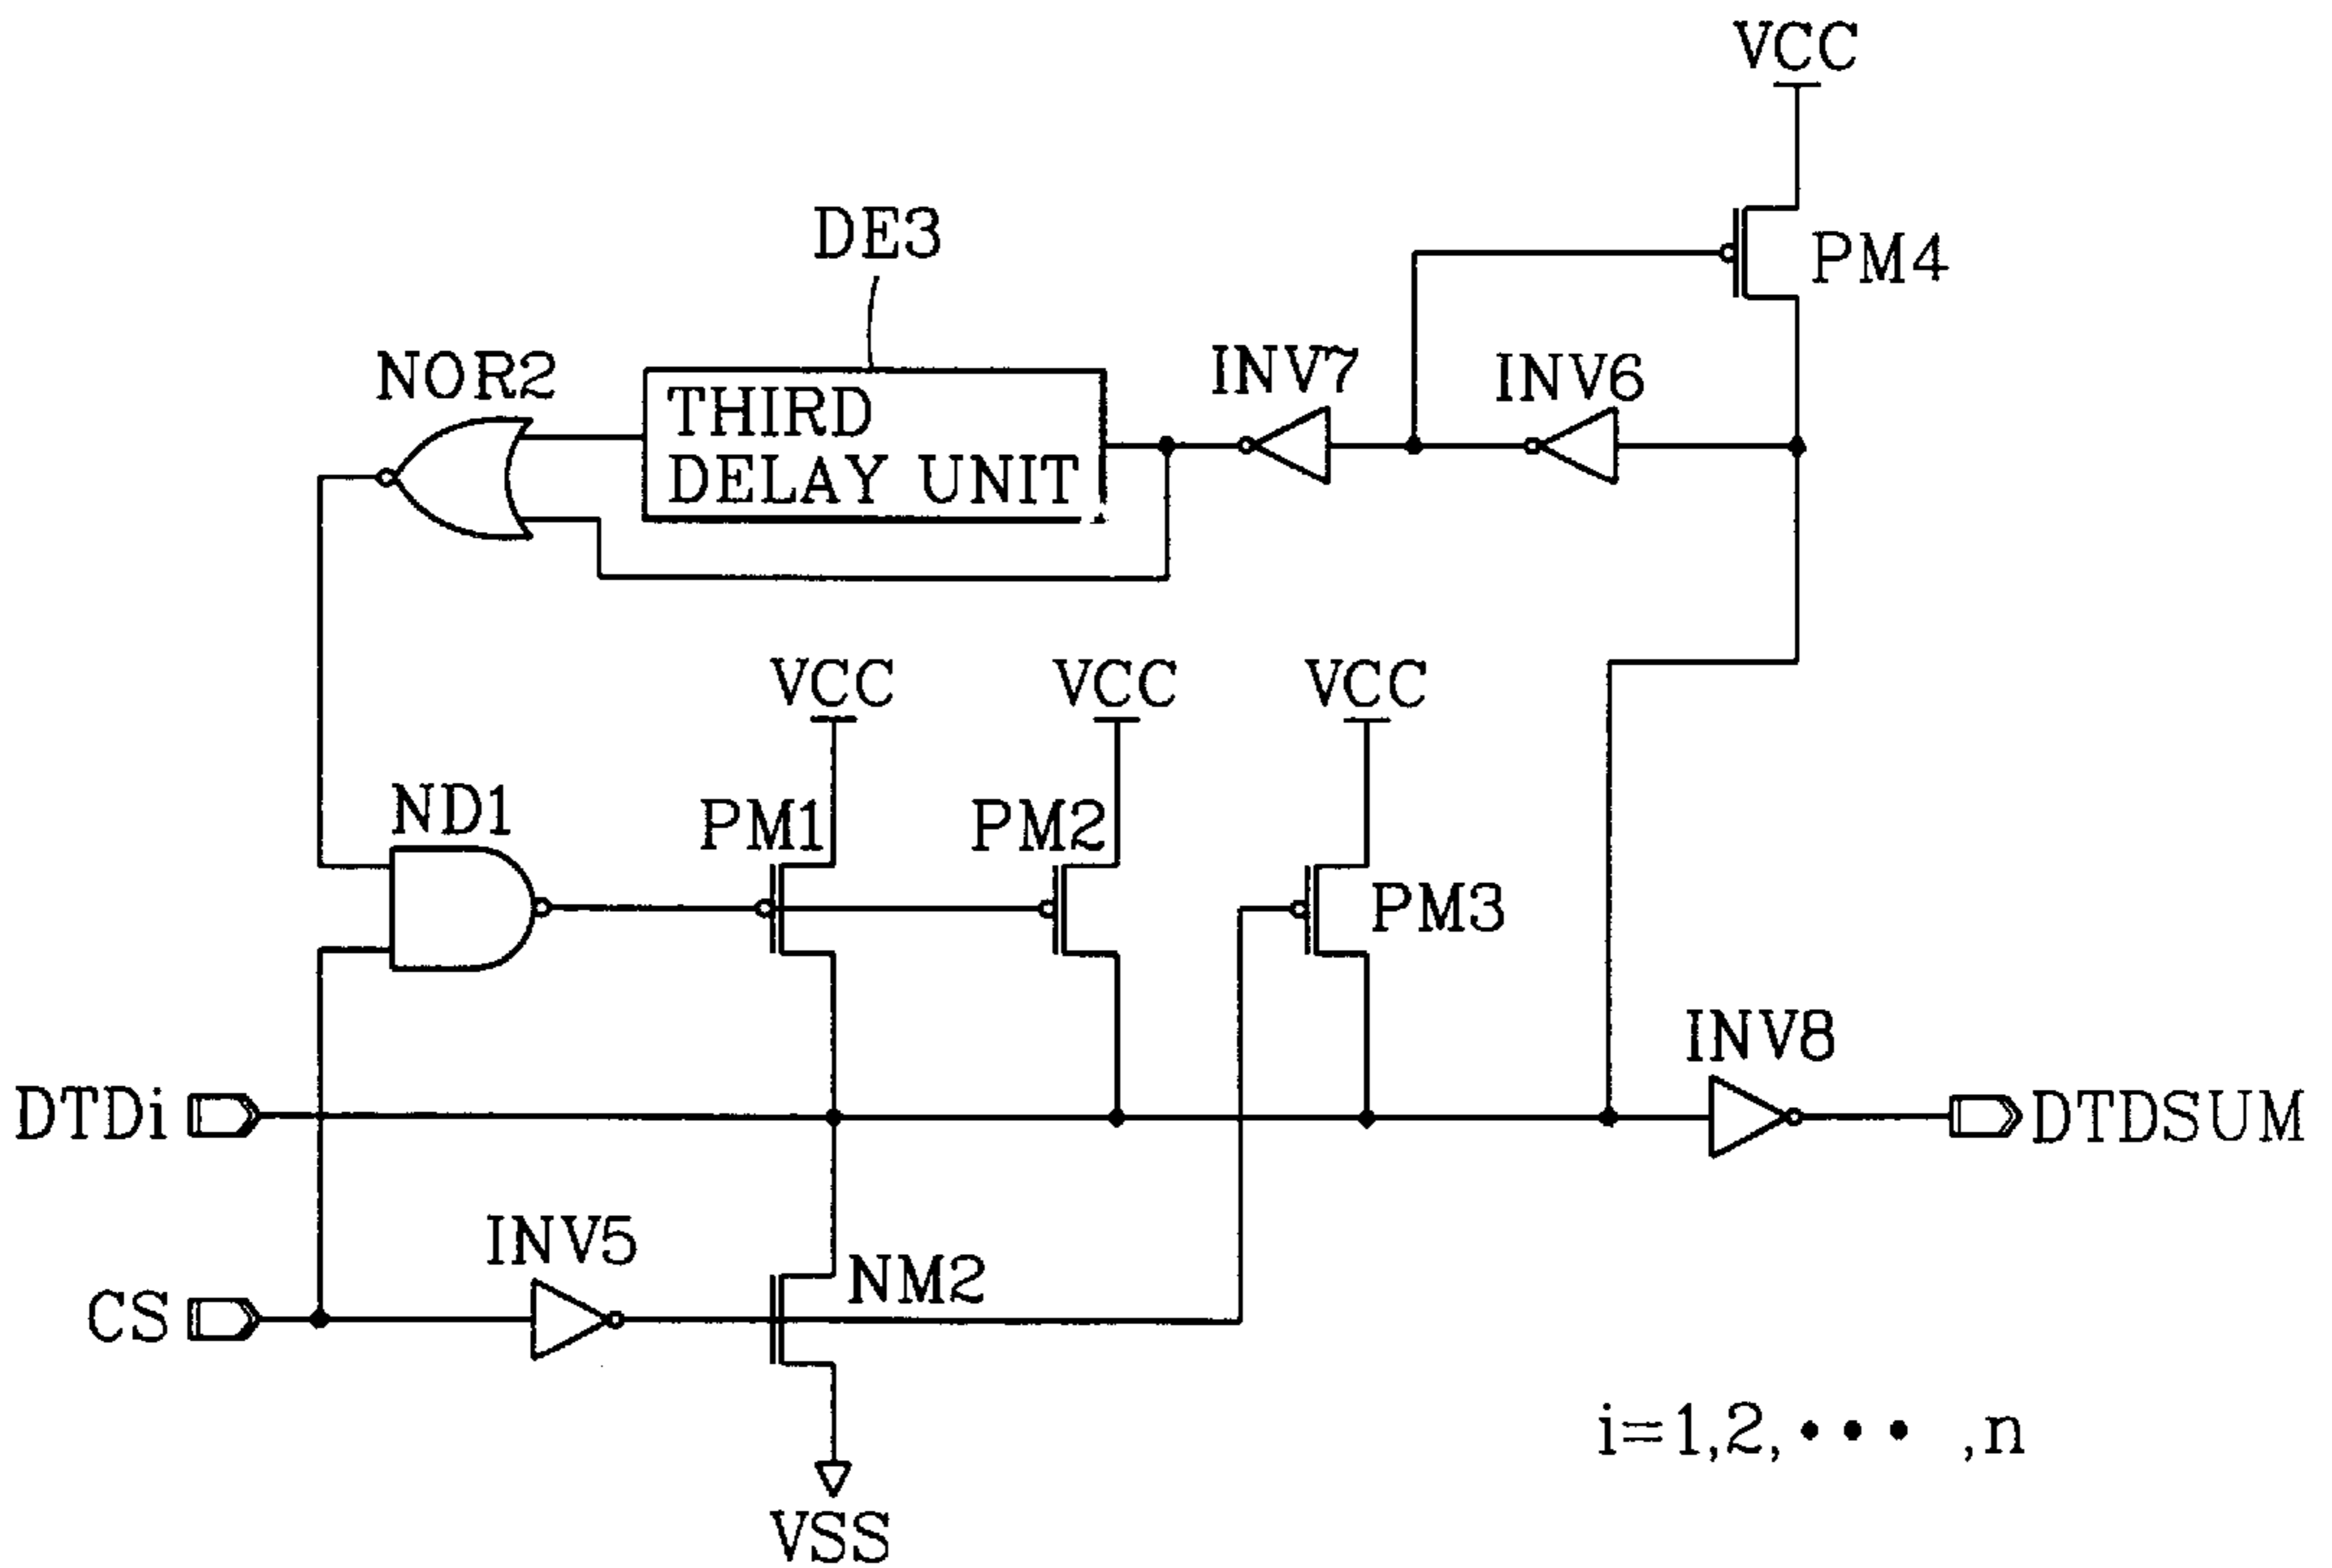 VCC
DE3
PM4
NOR2
INV7
INV6
THIRD
DELAY UNIT
VCC
VCC
VCC
ND1
PM1
PM2
PM3
INV8
DTDi
DTDSUM
INV5
NM2
CS
i=1,2,••• ,n
VSS